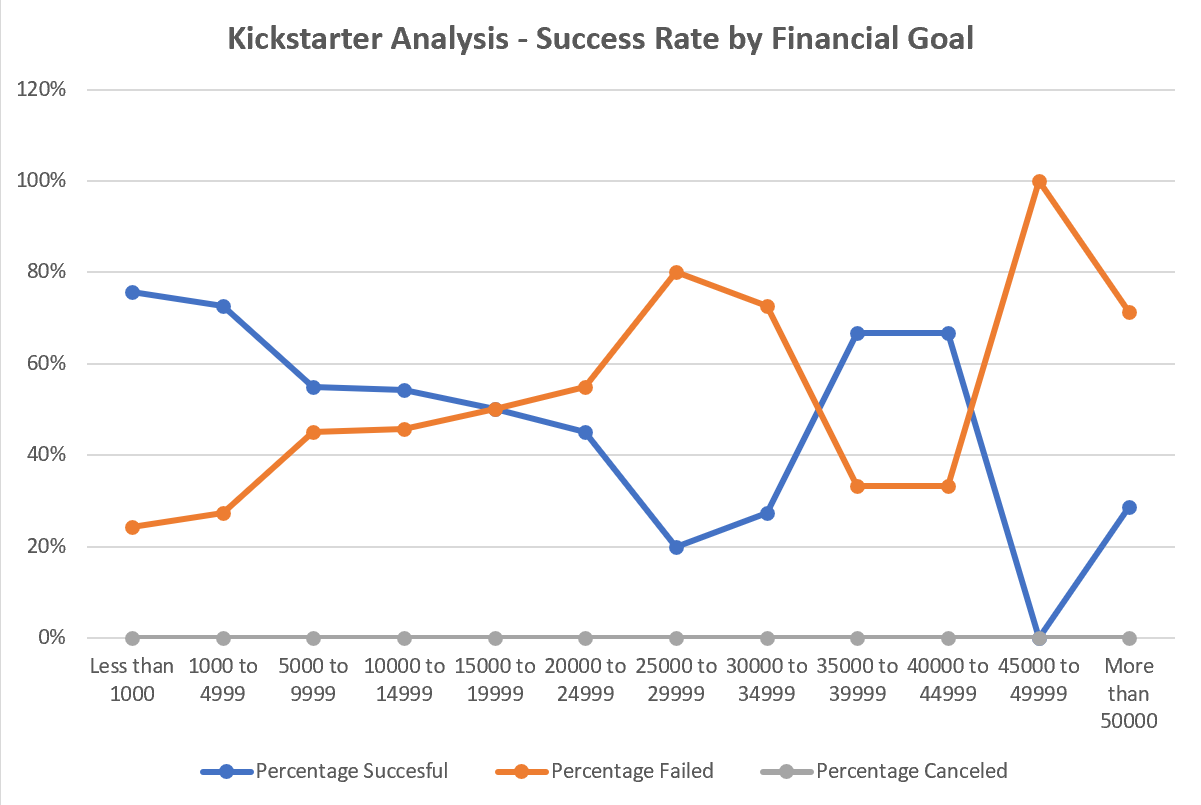 Kickstarter Analysis - Success Rate by Financial Goal
120%
100%
80%
60%
40%
20%
0%
Less than 1000 to 5000 to 10000 to 15000 to 20000 to 25000 to 30000 to 35000 to 40000 to 45000 to More
1000 4999 9999 14999 19999 24999 29999 34999 39999 44999 49999 than
50000
Percentage Succesful Percentage Failed Percentage Canceled